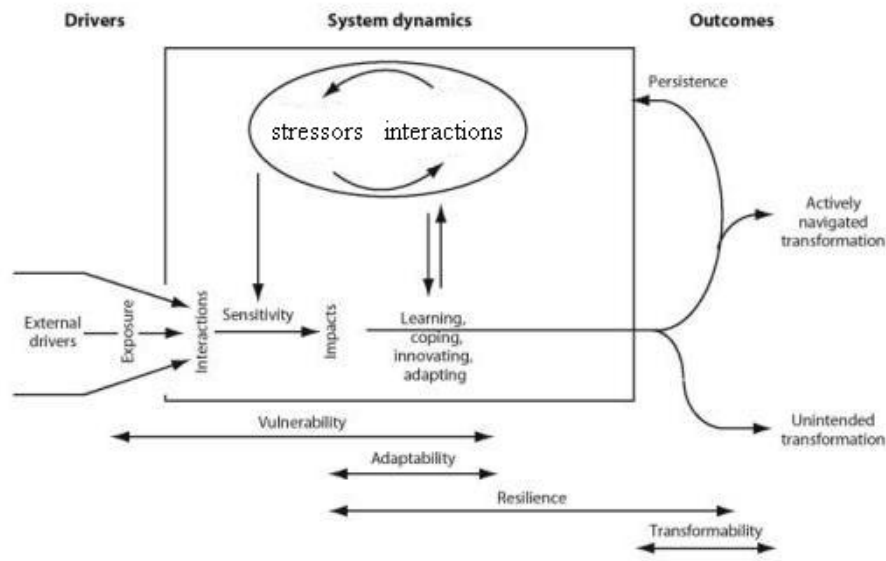 Drivers
System dynamics
Outcomes
Persistence
stressors interactions
Actively
navigated
transformation
External
drivers
Exposure
Interactions
Sensitivity
Impacts
Learning,
coping,
innovating,
adapting
Unintended
transformation
Vulnerability
Adaptability
Resilience
Transformability